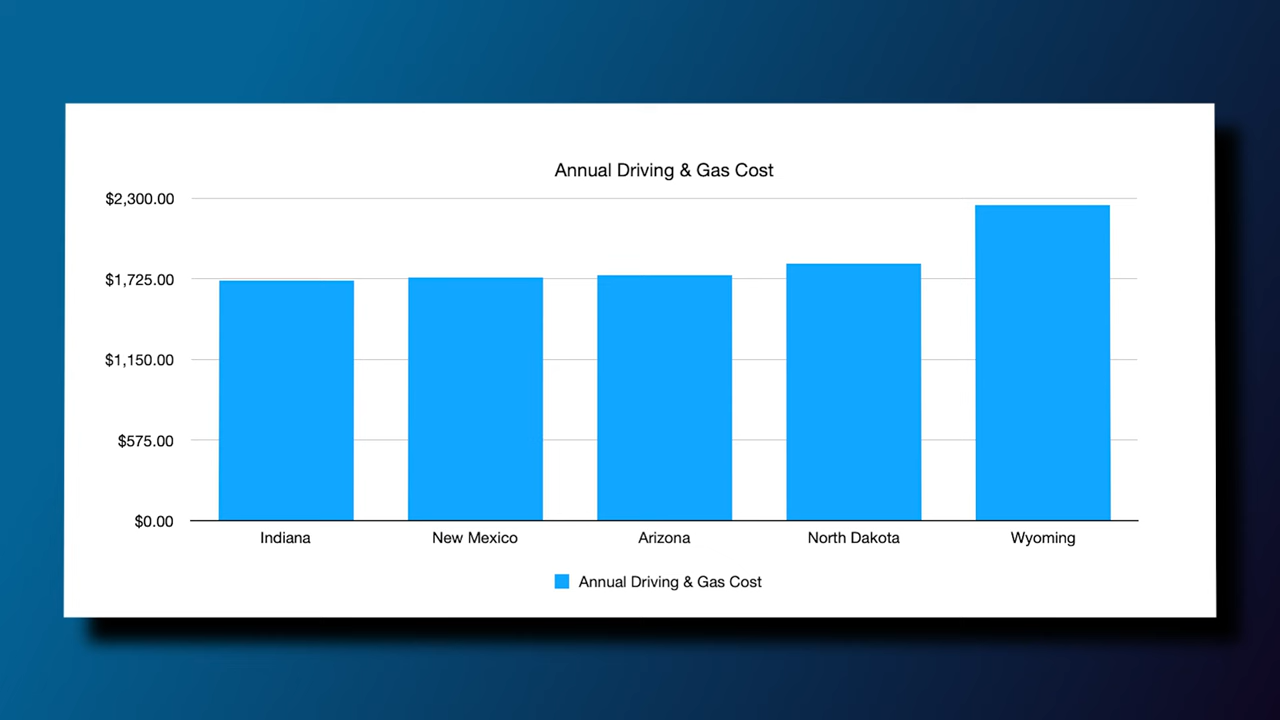 Annual Driving & Gas Cost
$2,300.00
$1,725.00
$1,150.00
$575.00
$0.00
Indiana New Mexico Arizona North Dakota Wyoming
Annual Driving & Gas Cost